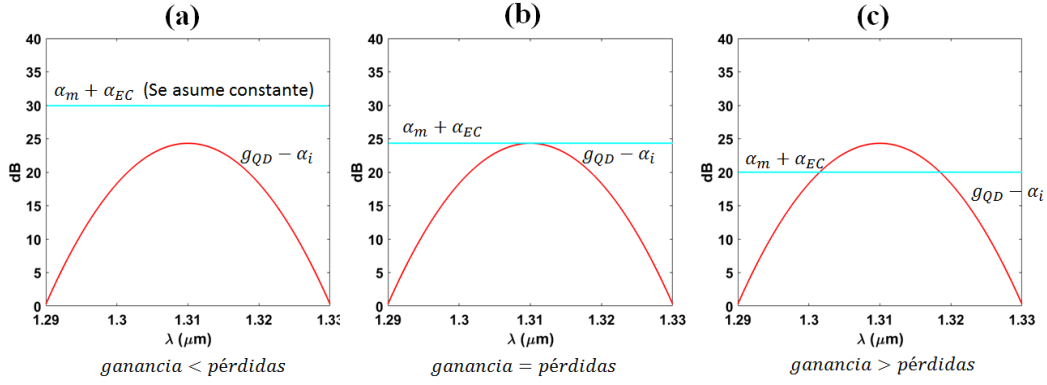 (a)
40
35
30
25
20
15
10
5
0
dB
α_m + α_EC (Se asume constante)
g_QD − α_i
1.29 1.3 1.31 1.32 1.33
λ (μm)
ganancia < pérdidas
(b)
40
35
30
25
20
15
10
5
0
dB
α_m + α_EC
g_QD − α_i
1.29 1.3 1.31 1.32 1.33
λ (μm)
ganancia = pérdidas
(c)
40
35
30
25
20
15
10
5
0
dB
α_m + α_EC
g_QD − α_i
1.29 1.3 1.31 1.32 1.33
λ (μm)
ganancia > pérdidas